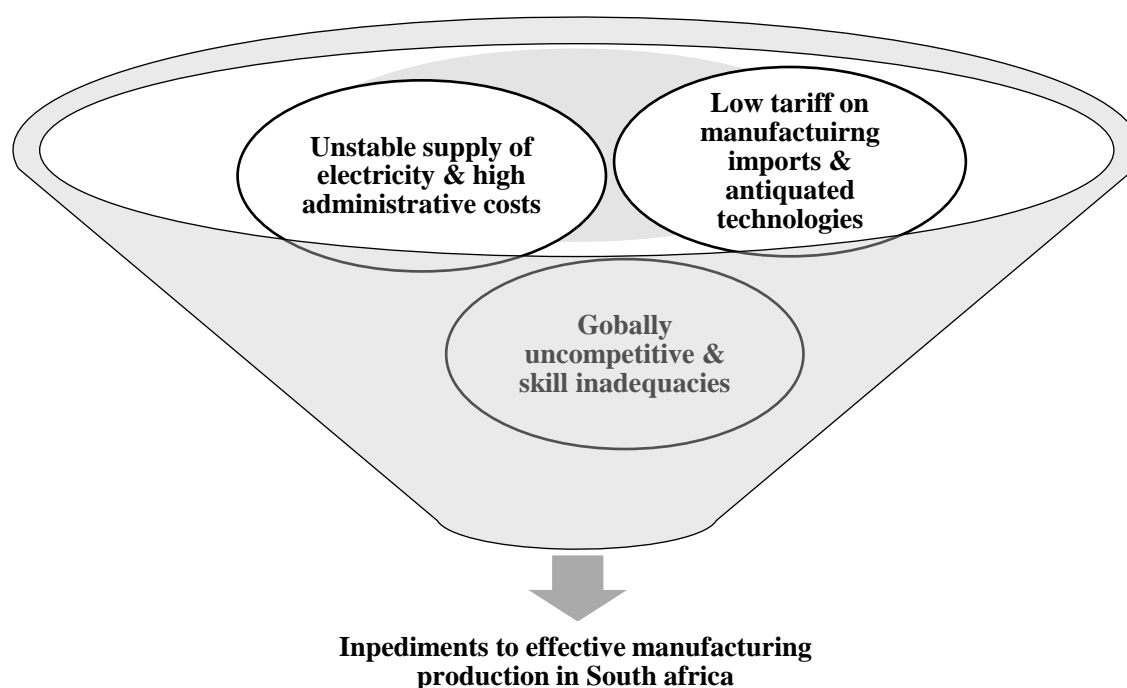 Unstable supply of
electricity & high
administrative costs
Low tariff on
manufactuirng
imports &
antiquated
technologies
Gobally
uncompetitive &
skill inadequacies
Inpediments to effective manufacturing
production in South africa